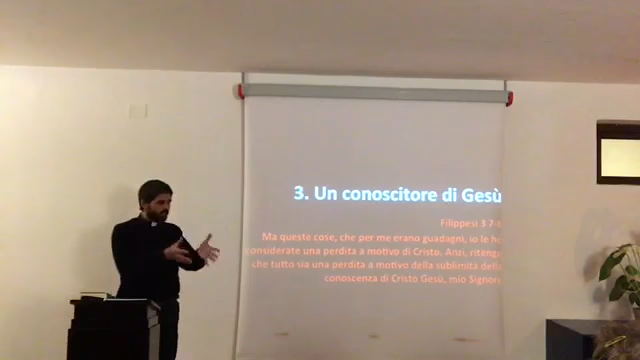 3. Un conoscitore di Gesù
Filippesi 3 7-
Ma queste cose, che per me erano guadagni, io le ho
considerate una perdita a motivo di Cristo. Anzi, ritengo
che tutto sia una perdita a motivo della sublimità della
conoscenza di Cristo Gesù, mio Signore